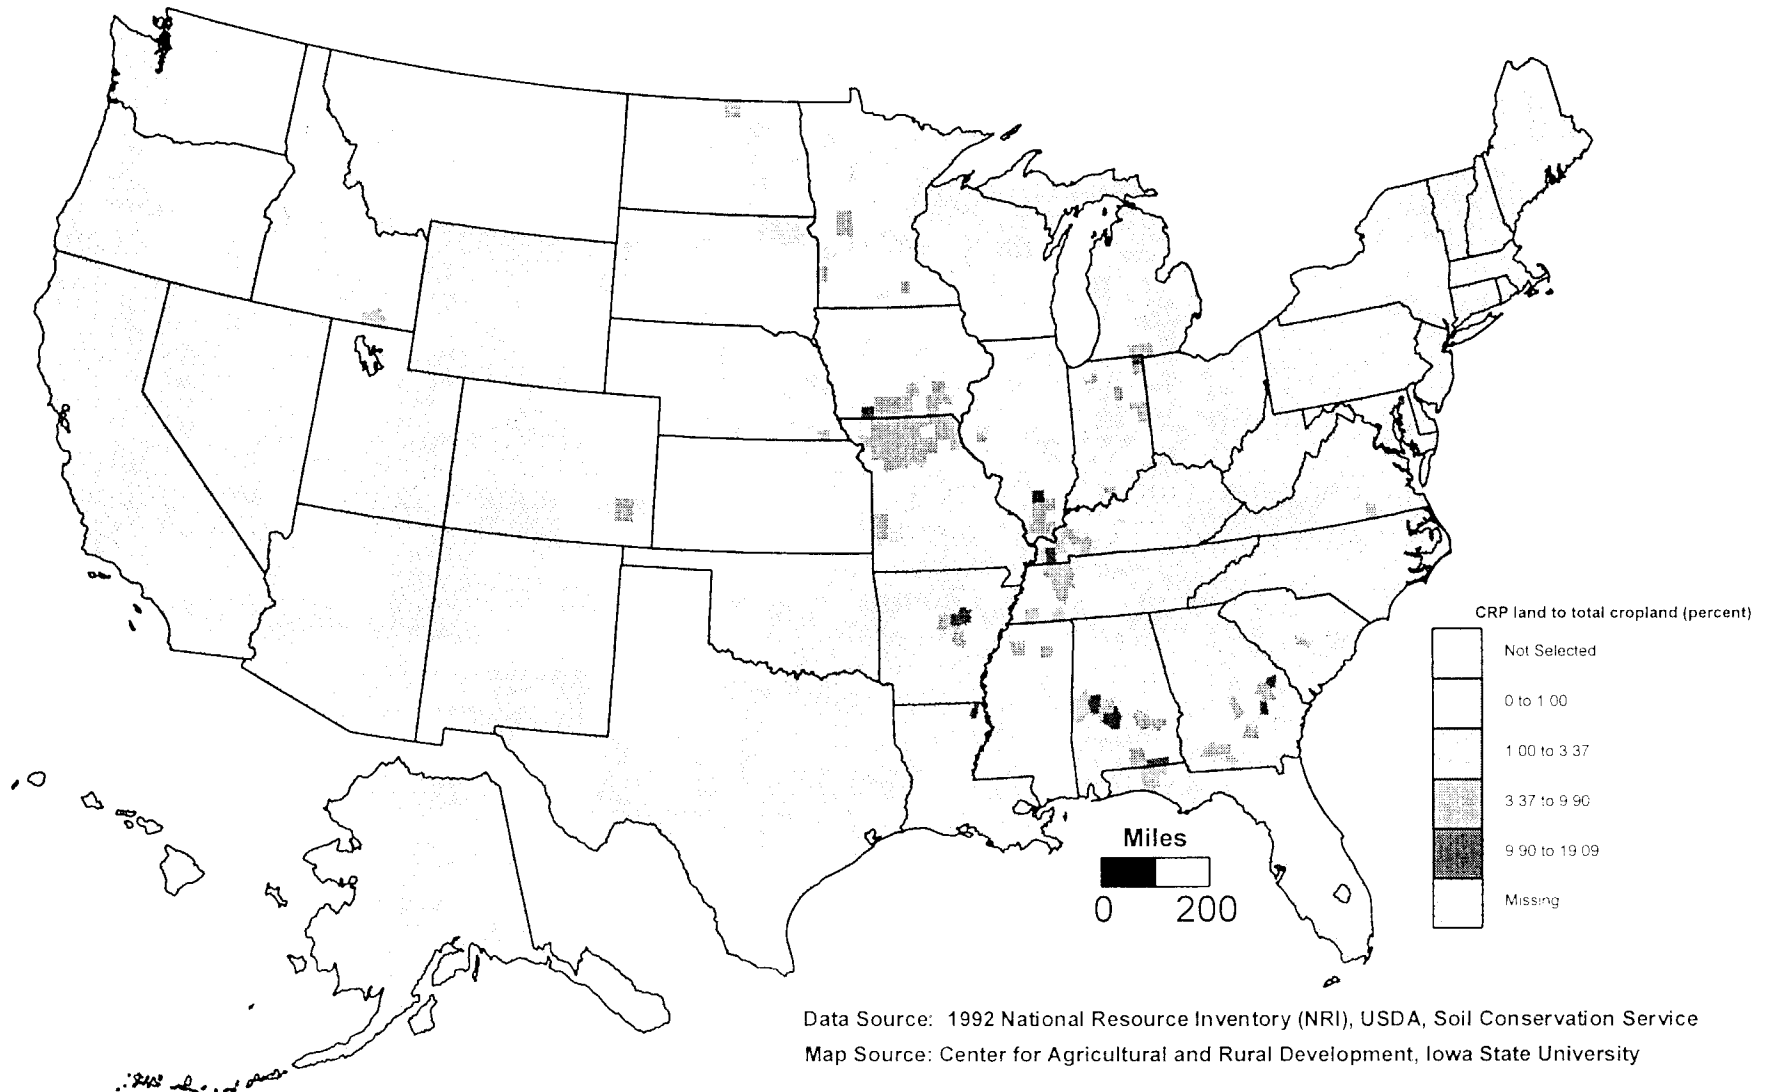 CRP land to total cropland (percent)
Not Selected
0 to 1 00
1 00 to 3 37
3 37 to 9 90
9 90 to 19 09
Missing
Miles
0 200
Data Source: 1992 National Resource Inventory (NRI), USDA, Soil Conservation Service
Map Source: Center for Agricultural and Rural Development, Iowa State University